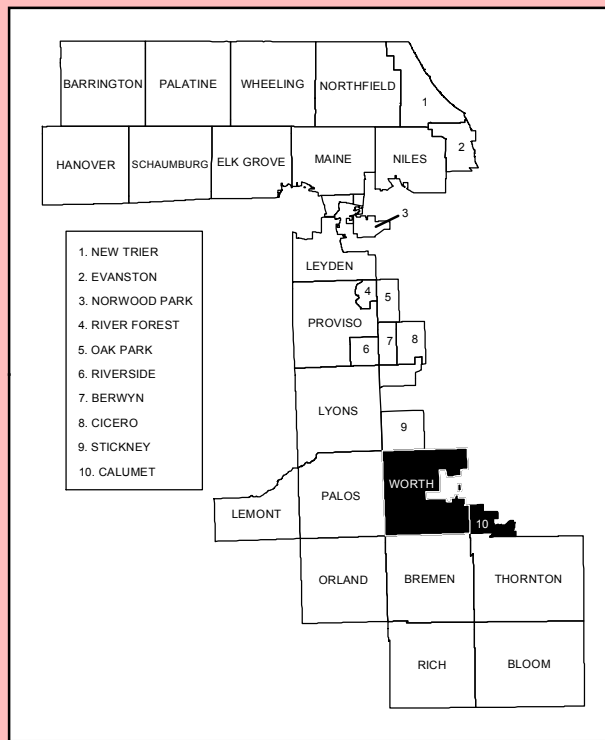 BARRINGTON PALATINE WHEELING NORTHFIELD
1
2
HANOVER SCHAUMBURG ELK GROVE MAINE NILES
3
LEYDEN
4
5
PROVISO
6
7
8
LYONS
9
WORTH
PALOS
LEMONT
10
ORLAND BREMEN THORNTON
RICH BLOOM
1. NEW TRIER
2. EVANSTON
3. NORWOOD PARK
4. RIVER FOREST
5. OAK PARK
6. RIVERSIDE
7. BERWYN
8. CICERO
9. STICKNEY
10. CALUMET